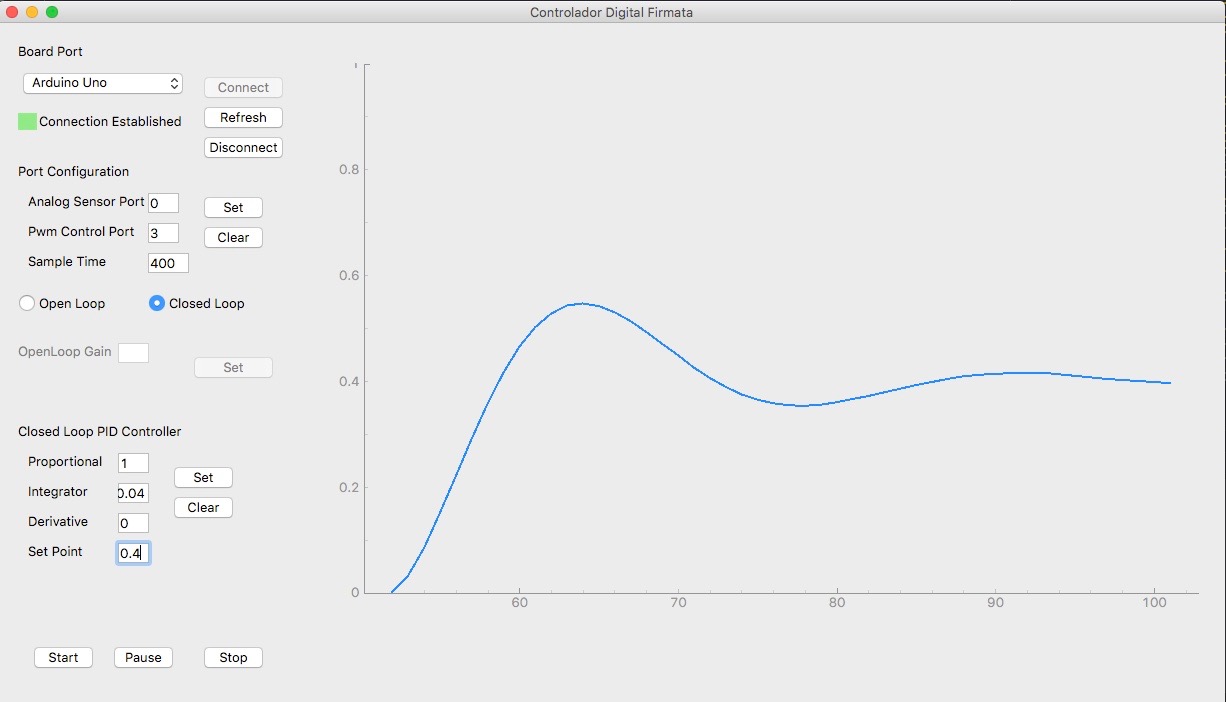 Controlador Digital Firmata
Board Port
Arduino Uno
Connect
Connection Established
Refresh
Disconnect
Port Configuration
Analog Sensor Port 0
Set
Pwm Control Port 3
Clear
Sample Time 400
Open Loop
Closed Loop
OpenLoop Gain
Set
Closed Loop PID Controller
Proportional 1
Set
Integrator 0.04
Clear
Derivative 0
Set Point 0.4
Start
Pause
Stop
0.8
0.6
0.4
0.2
0
60 70 80 90 100